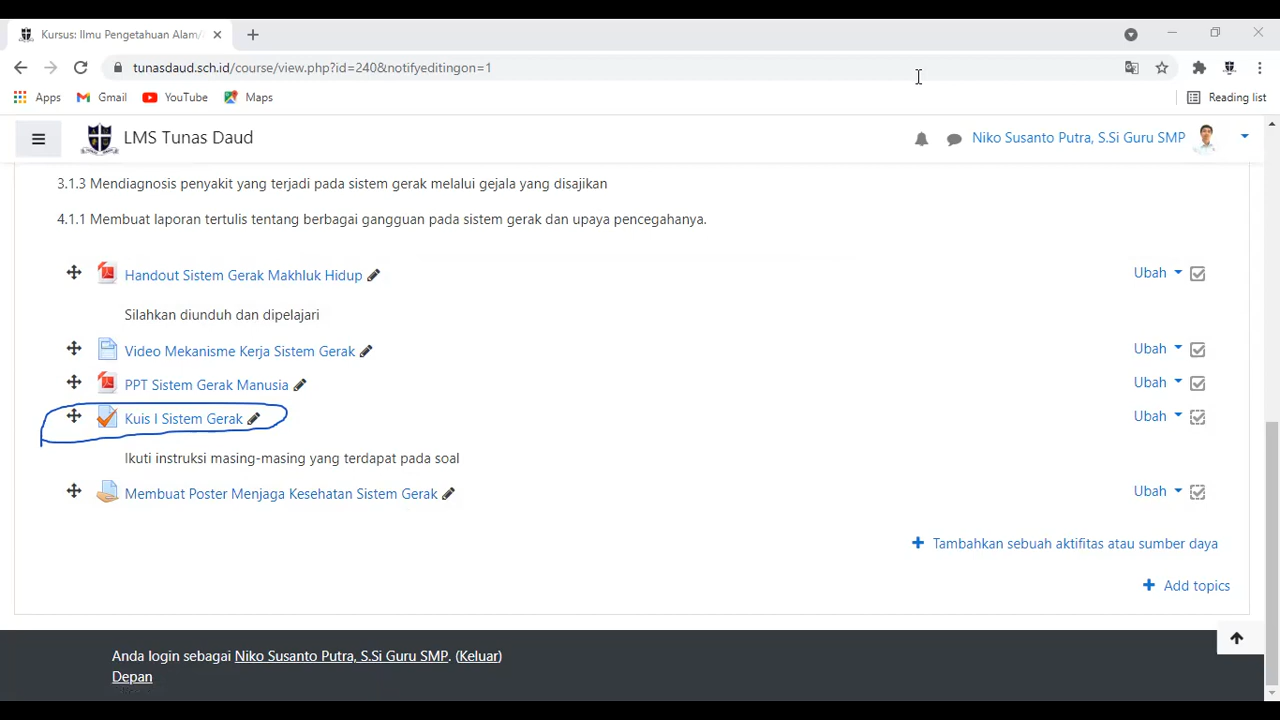 Kursus: Ilmu Pengetahuan Alam/
tunasdaud.sch.id/course/view.php?id=240&notifyeditingon=1
Apps Gmail YouTube Maps Reading list
LMS Tunas Daud Niko Susanto Putra, S.Si Guru SMP
3.1.3 Mendiagnosis penyakit yang terjadi pada sistem gerak melalui gejala yang disajikan
4.1.1 Membuat laporan tertulis tentang berbagai gangguan pada sistem gerak dan upaya pencegahanya.
Handout Sistem Gerak Makhluk Hidup Ubah
Silahkan diunduh dan dipelajari
Video Mekanisme Kerja Sistem Gerak Ubah
PPT Sistem Gerak Manusia Ubah
Kuis I Sistem Gerak Ubah
Ikuti instruksi masing-masing yang terdapat pada soal
Membuat Poster Menjaga Kesehatan Sistem Gerak Ubah
Tambahkan sebuah aktifitas atau sumber daya
Add topics
Anda login sebagai Niko Susanto Putra, S.Si Guru SMP. (Keluar)
Depan